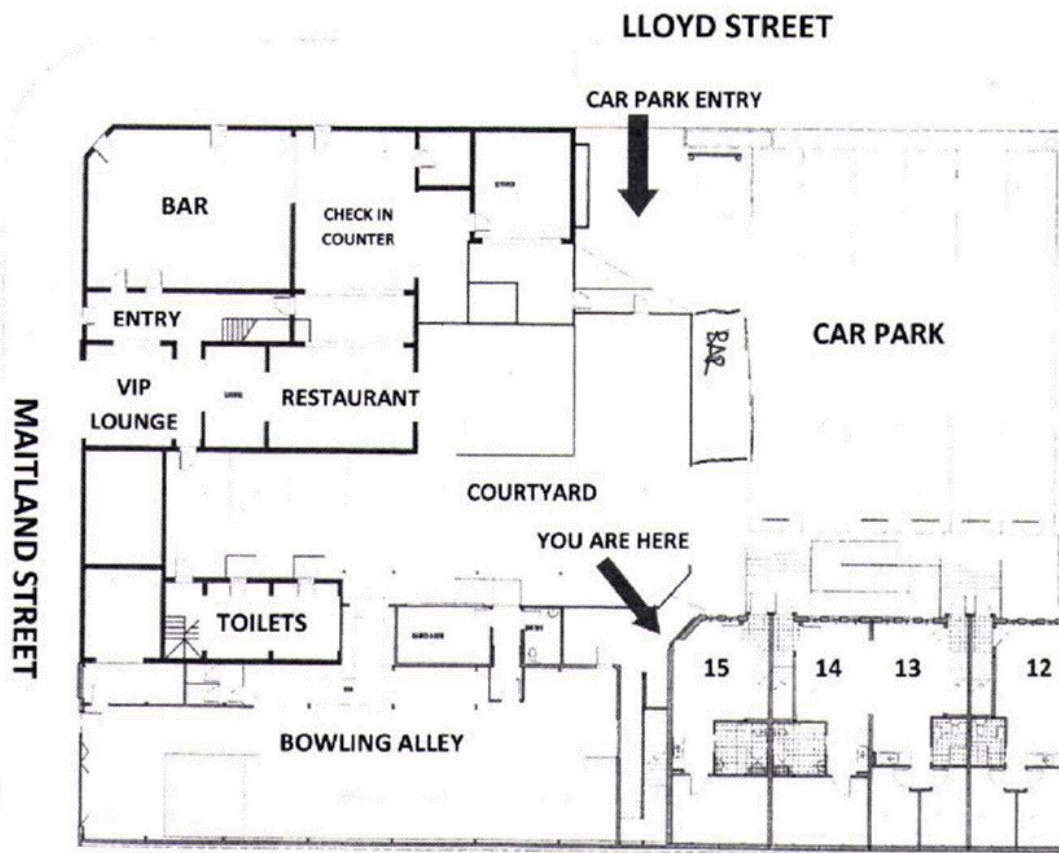 LLOYD STREET
CAR PARK ENTRY
BAR
CHECK IN
COUNTER
ENTRY
BAR
CAR PARK
VIP
LOUNGE
RESTAURANT
MAITLAND STREET
COURTYARD
YOU ARE HERE
TOILETS
15
14
13
12
BOWLING ALLEY